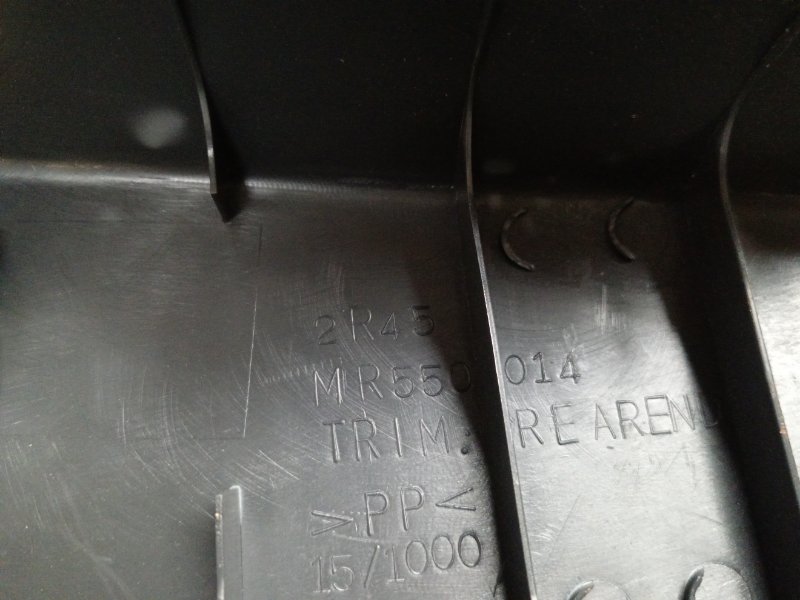 2R45
MR550014
TRIM, REAREND
>PP<
15/1000